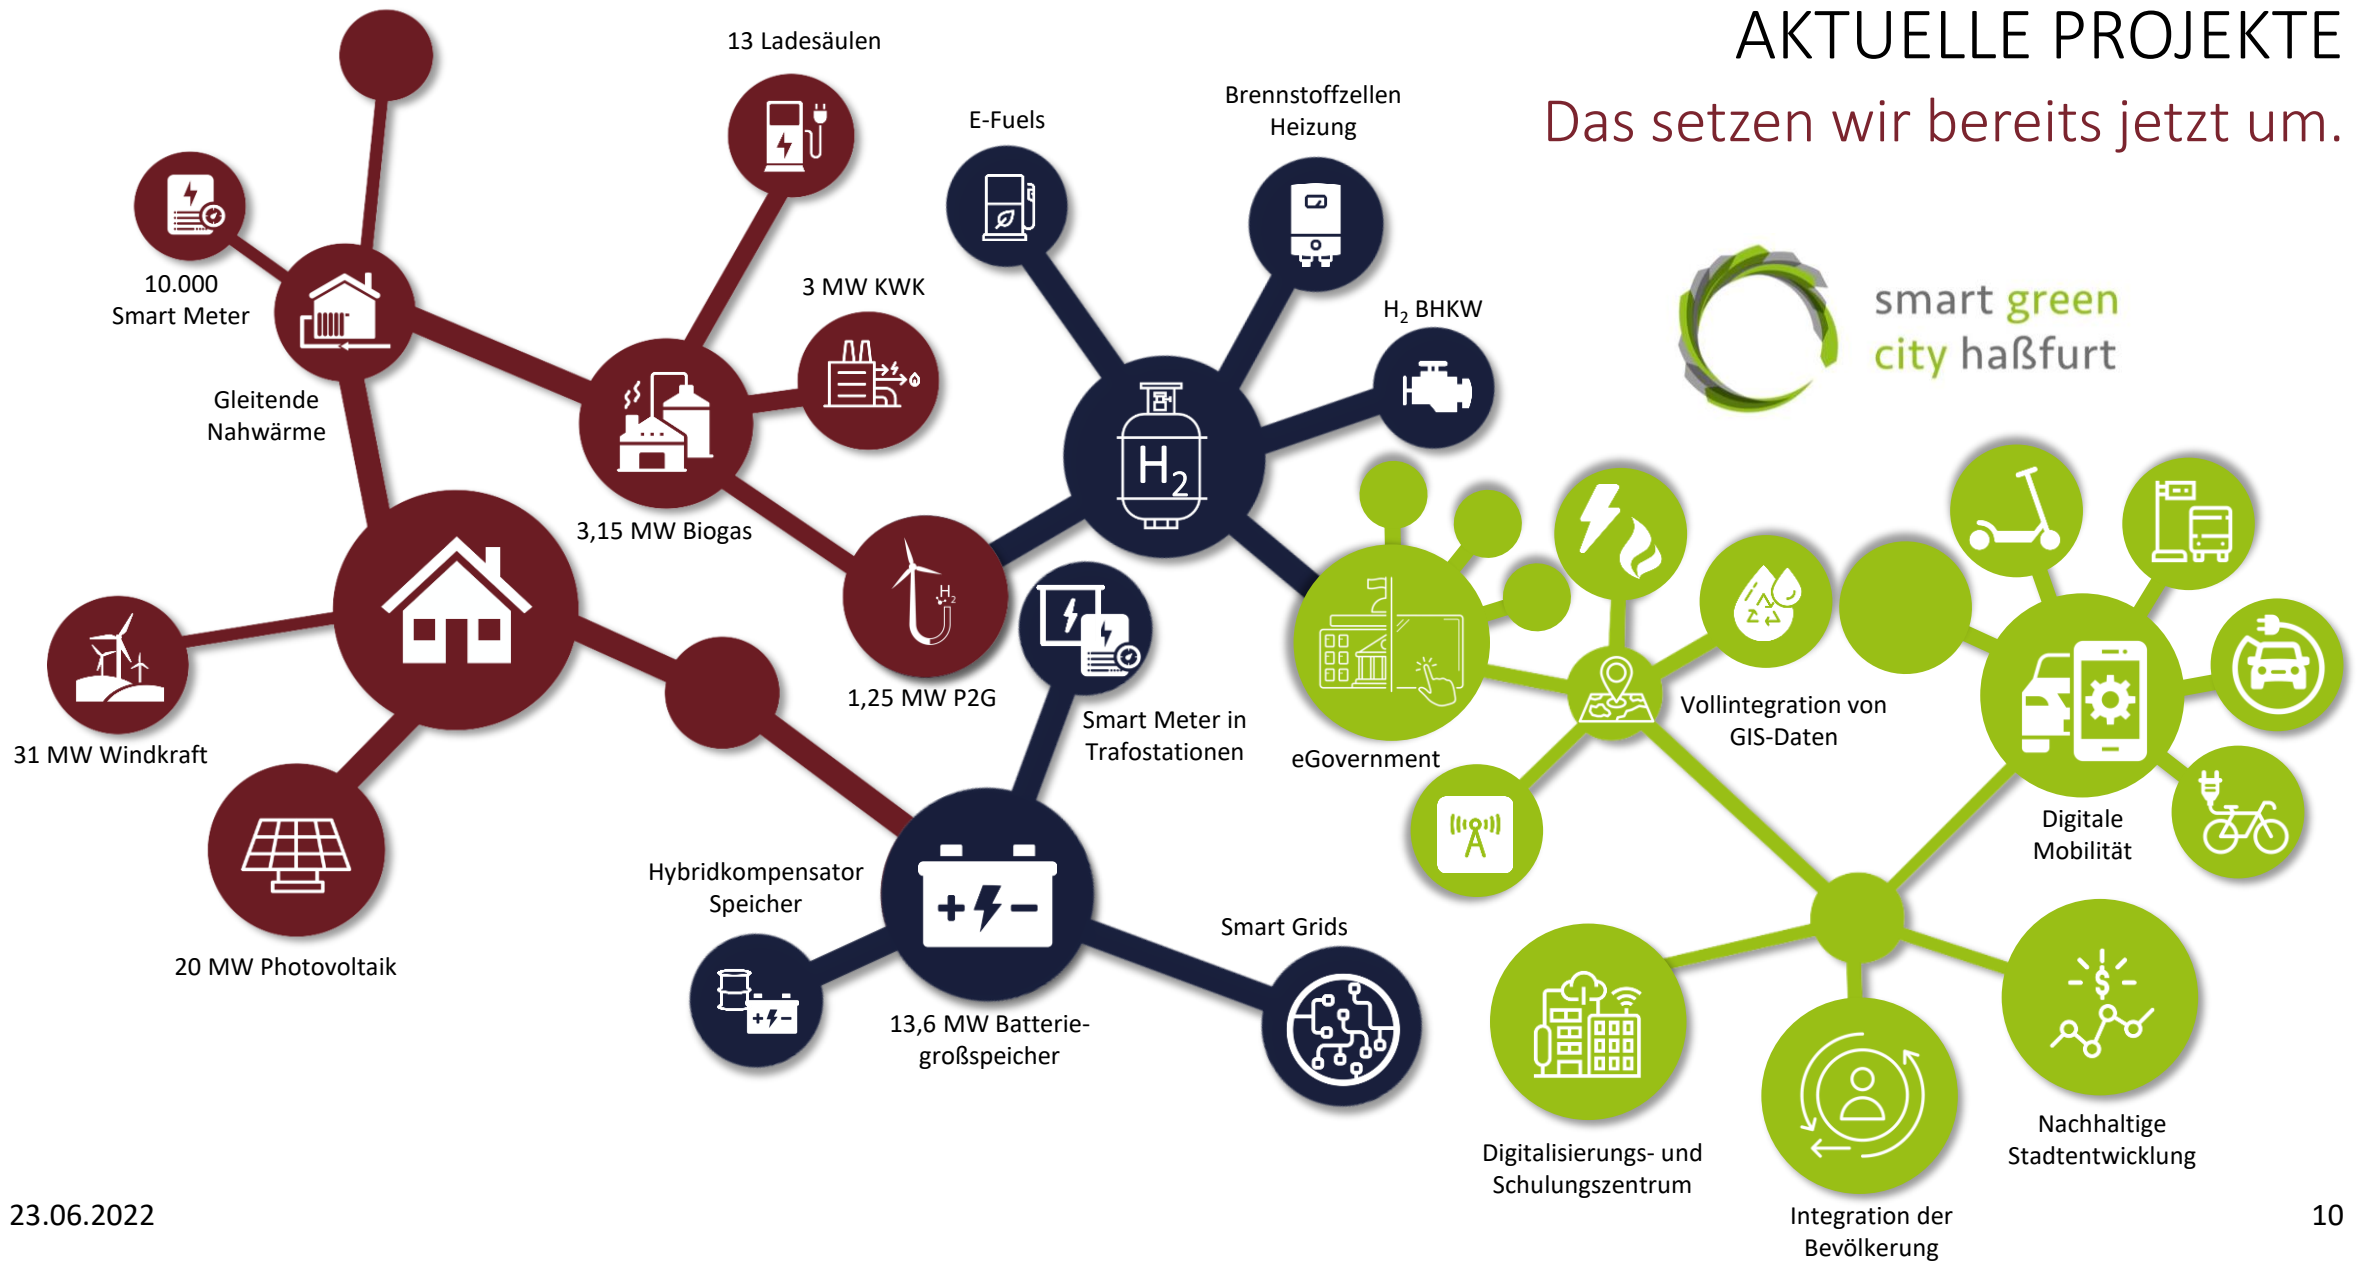 AKTUELLE PROJEKTE
Das setzen wir bereits jetzt um.
smart green
city haßfurt
13 Ladesäulen
E-Fuels
Brennstoffzellen
Heizung
10.000
Smart Meter
3 MW KWK
H₂ BHKW
Gleitende
Nahwärme
H₂
3,15 MW Biogas
H₂
31 MW Windkraft
1,25 MW P2G
Smart Meter in
Trafostationen
eGovernment
Vollintegration von
GIS-Daten
Digitale
Mobilität
20 MW Photovoltaik
Hybridkompensator
Speicher
Smart Grids
13,6 MW Batterie-
großspeicher
Digitalisierungs- und
Schulungszentrum
Integration der
Bevölkerung
Nachhaltige
Stadtentwicklung
23.06.2022
10